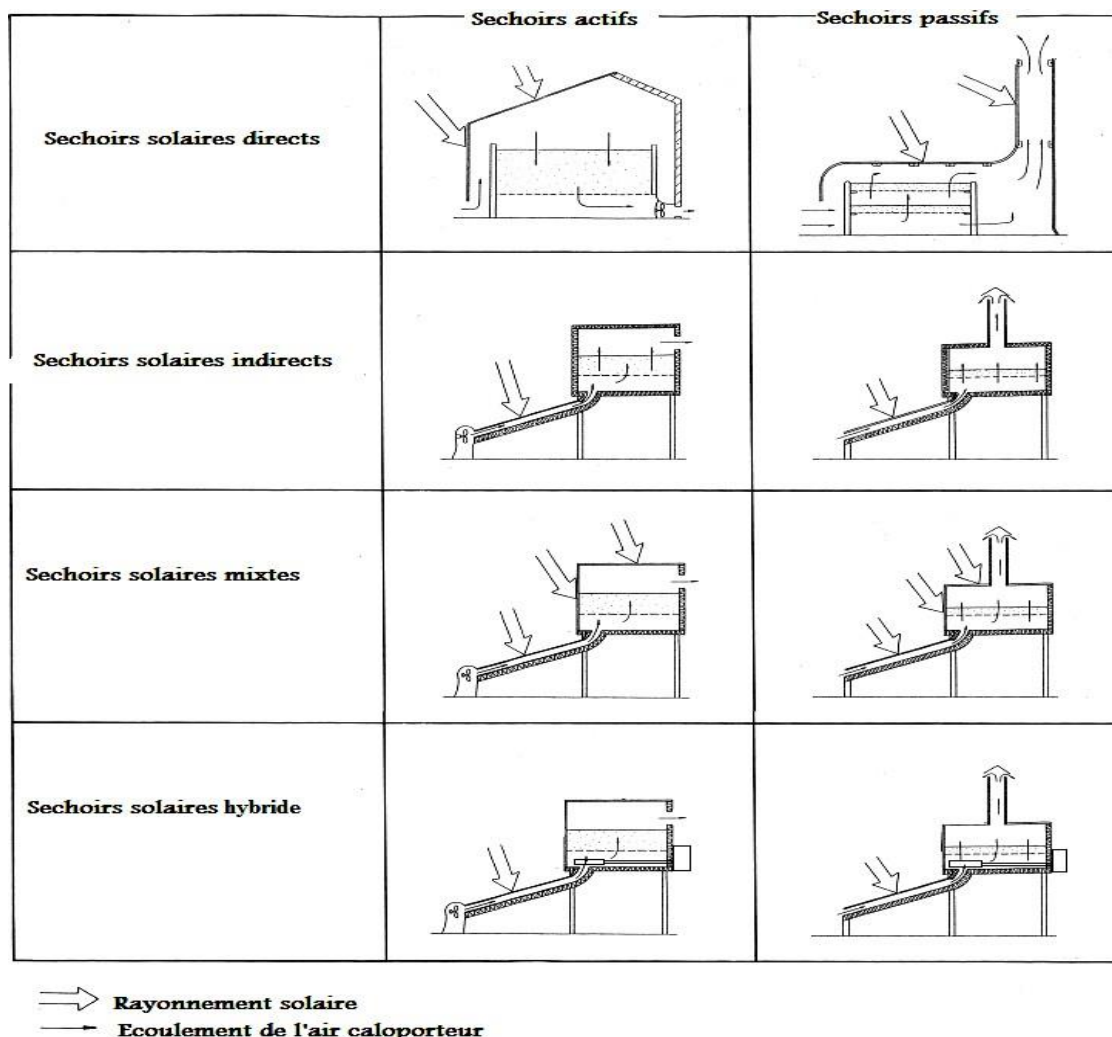 Sechoirs actifs
Sechoirs passifs
Sechoirs solaires directs
Sechoirs solaires indirects
Sechoirs solaires mixtes
Sechoirs solaires hybride
Rayonnement solaire
Ecoulement de l'air caloporteur